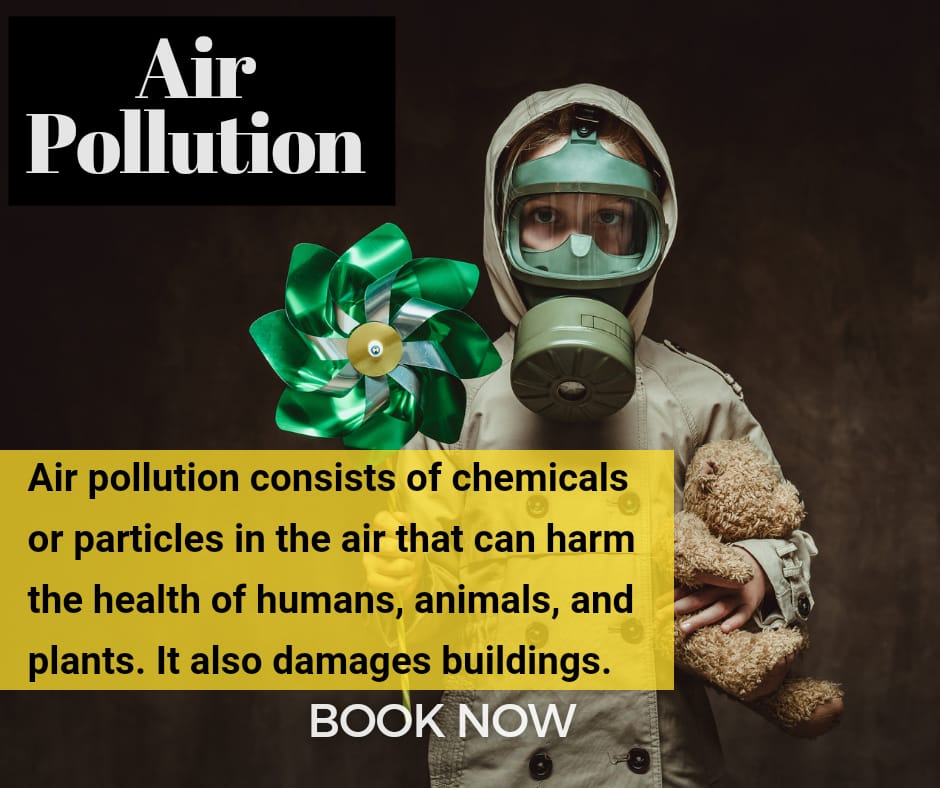 Air
Pollution
Air pollution consists of chemicals
or particles in the air that can harm
the health of humans, animals, and
plants. It also damages buildings.
BOOK NOW